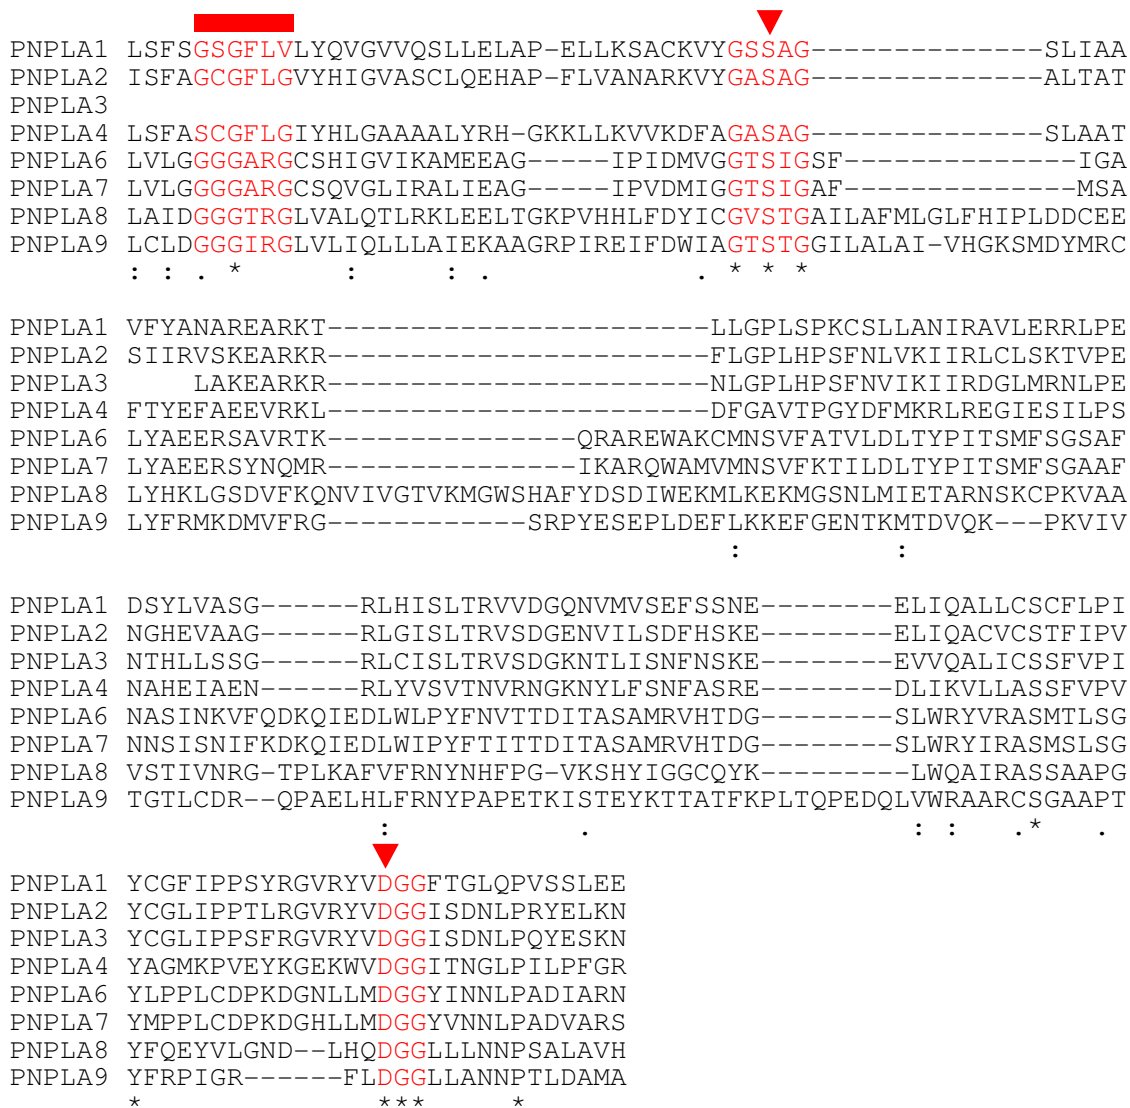 PNPLA1 LSFSGSGFLVLYQVGVVQSLLELAP-ELLKSACKVYGSSAG--------------SLIAA
PNPLA2 ISFAGCGFLGVYHIGVASCLQEHAP-FLVANARKVYGASAG--------------ALTAT
PNPLA3
PNPLA4 LSFASCGFLGIYHLGAAAALYRH-GKKLLKVVKDFAGASAG--------------SLAAT
PNPLA6 LVLGGGGARGCSHIGVIKAMEEAG-----IPIDMVGGTSIGSF--------------IGA
PNPLA7 LVLGGGGARGCSQVGLIRALIEAG-----IPVDMIGGTSIGAF--------------MSA
PNPLA8 LAIDGGGTRGLVALQTLRKLEELTGKPVHHLFDYICGVSTGAILAFMLGLFHIPLDDCEE
PNPLA9 LCLDGGGIRGLVLIQLLLAIEKAAGRPIREIFDWIAGTSTGGILALAI-VHGKSMDYMRC
: : . * : : . . * * *
PNPLA1 VFYANAREARKT-----------------------LLGPLSPKCSLLANIRAVLERRLPE
PNPLA2 SIIRVSKEARKR-----------------------FLGPLHPSFNLVKIIRLCLSKTVPE
PNPLA3 LAKEARKR-----------------------NLGPLHPSFNVIKIIRDGLMRNLPE
PNPLA4 FTYEFAEEVRKL-----------------------DFGAVTPGYDFMKRLREGIESILPS
PNPLA6 LYAEERSAVRTK---------------QRAREWAKCMNSVFATVLDLTYPITSMFSGSAF
PNPLA7 LYAEERSYNQMR---------------IKARQWAMVMNSVFKTILDLTYPITSMFSGAAF
PNPLA8 LYHKLGSDVFKQNVIVGTVKMGWSHAFYDSDIWEKMLKEKMGSNLMIETARNSKCPKVAA
PNPLA9 LYFRMKDMVFRG------------SRPYESEPLDEFLKKEFGENTKMTDVQK---PKVIV
: :
PNPLA1 DSYLVASG------RLHISLTRVVDGQNVMVSEFSSNE--------ELIQALLCSCFLPI
PNPLA2 NGHEVAAG------RLGISLTRVSDGENVILSDFHSKE--------ELIQACVCSTFIPV
PNPLA3 NTHLLSSG------RLCISLTRVSDGKNTLISNFNSKE--------EVVQALICSSFVPI
PNPLA4 NAHEIAEN------RLYVSVTNVRNGKNYLFSNFASRE--------DLIKVLLASSFVPV
PNPLA6 NASINKVFQDKQIEDLWLPYFNVTTDITASAMRVHTDG--------SLWRYVRASMTLSG
PNPLA7 NNSISNIFKDKQIEDLWIPYFTITTDITASAMRVHTDG--------SLWRYIRASMSLSG
PNPLA8 VSTIVNRG-TPLKAFVFRNYNHFPG-VKSHYIGGCQYK---------LWQAIRASSAAPG
PNPLA9 TGTLCDR--QPAELHLFRNYPAPETKISTEYKTTATFKPLTQPEDQLVWRAARCSGAAPT
: . : : .* .
PNPLA1 YCGFIPPSYRGVRYVDGGFTGLQPVSSLEE
PNPLA2 YCGLIPPTLRGVRYVDGGISDNLPRYELKN
PNPLA3 YCGLIPPSFRGVRYVDGGISDNLPQYESKN
PNPLA4 YAGMKPVEYKGEKWVDGGITNGLPILPFGR
PNPLA6 YLPPLCDPKDGNLLMDGGYINNLPADIARN
PNPLA7 YMPPLCDPKDGHLLMDGGYVNNLPADVARS
PNPLA8 YFQEYVLGND--LHQDGGLLLNNPSALAVH
PNPLA9 YFRPIGR------FLDGGLLANNPTLDAMA
* *** *